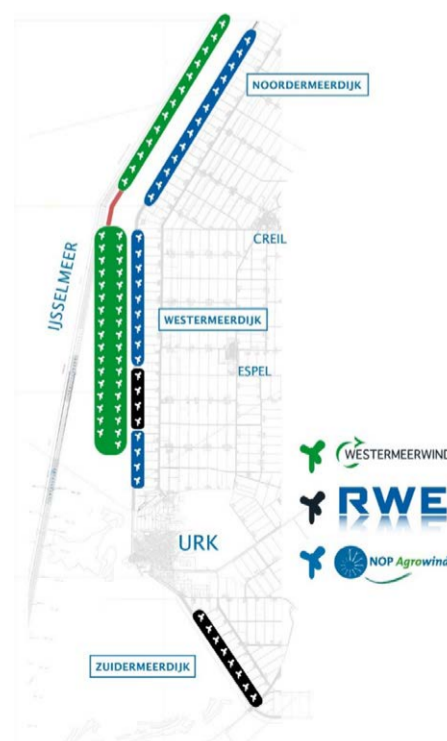 NOORDERMEERDIJK
CREIL
IJSSELMEER
WESTERMEERDIJK
ESPEL
WESTERMEERWIND
RWE
URK
NOP Agrowind
ZUIDERMEERDIJK